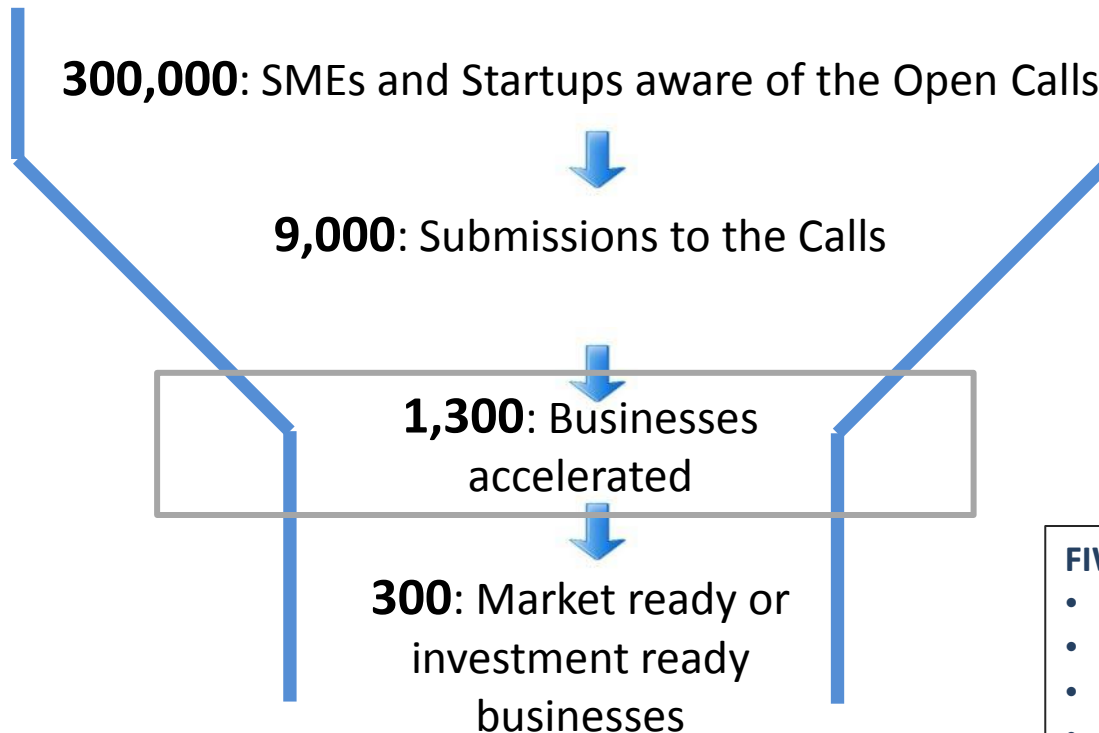 300,000: SMEs and Startups aware of the Open Calls
9,000: Submissions to the Calls
1,300: Businesses
accelerated
300: Market ready or
investment ready
businesses
•
•
•